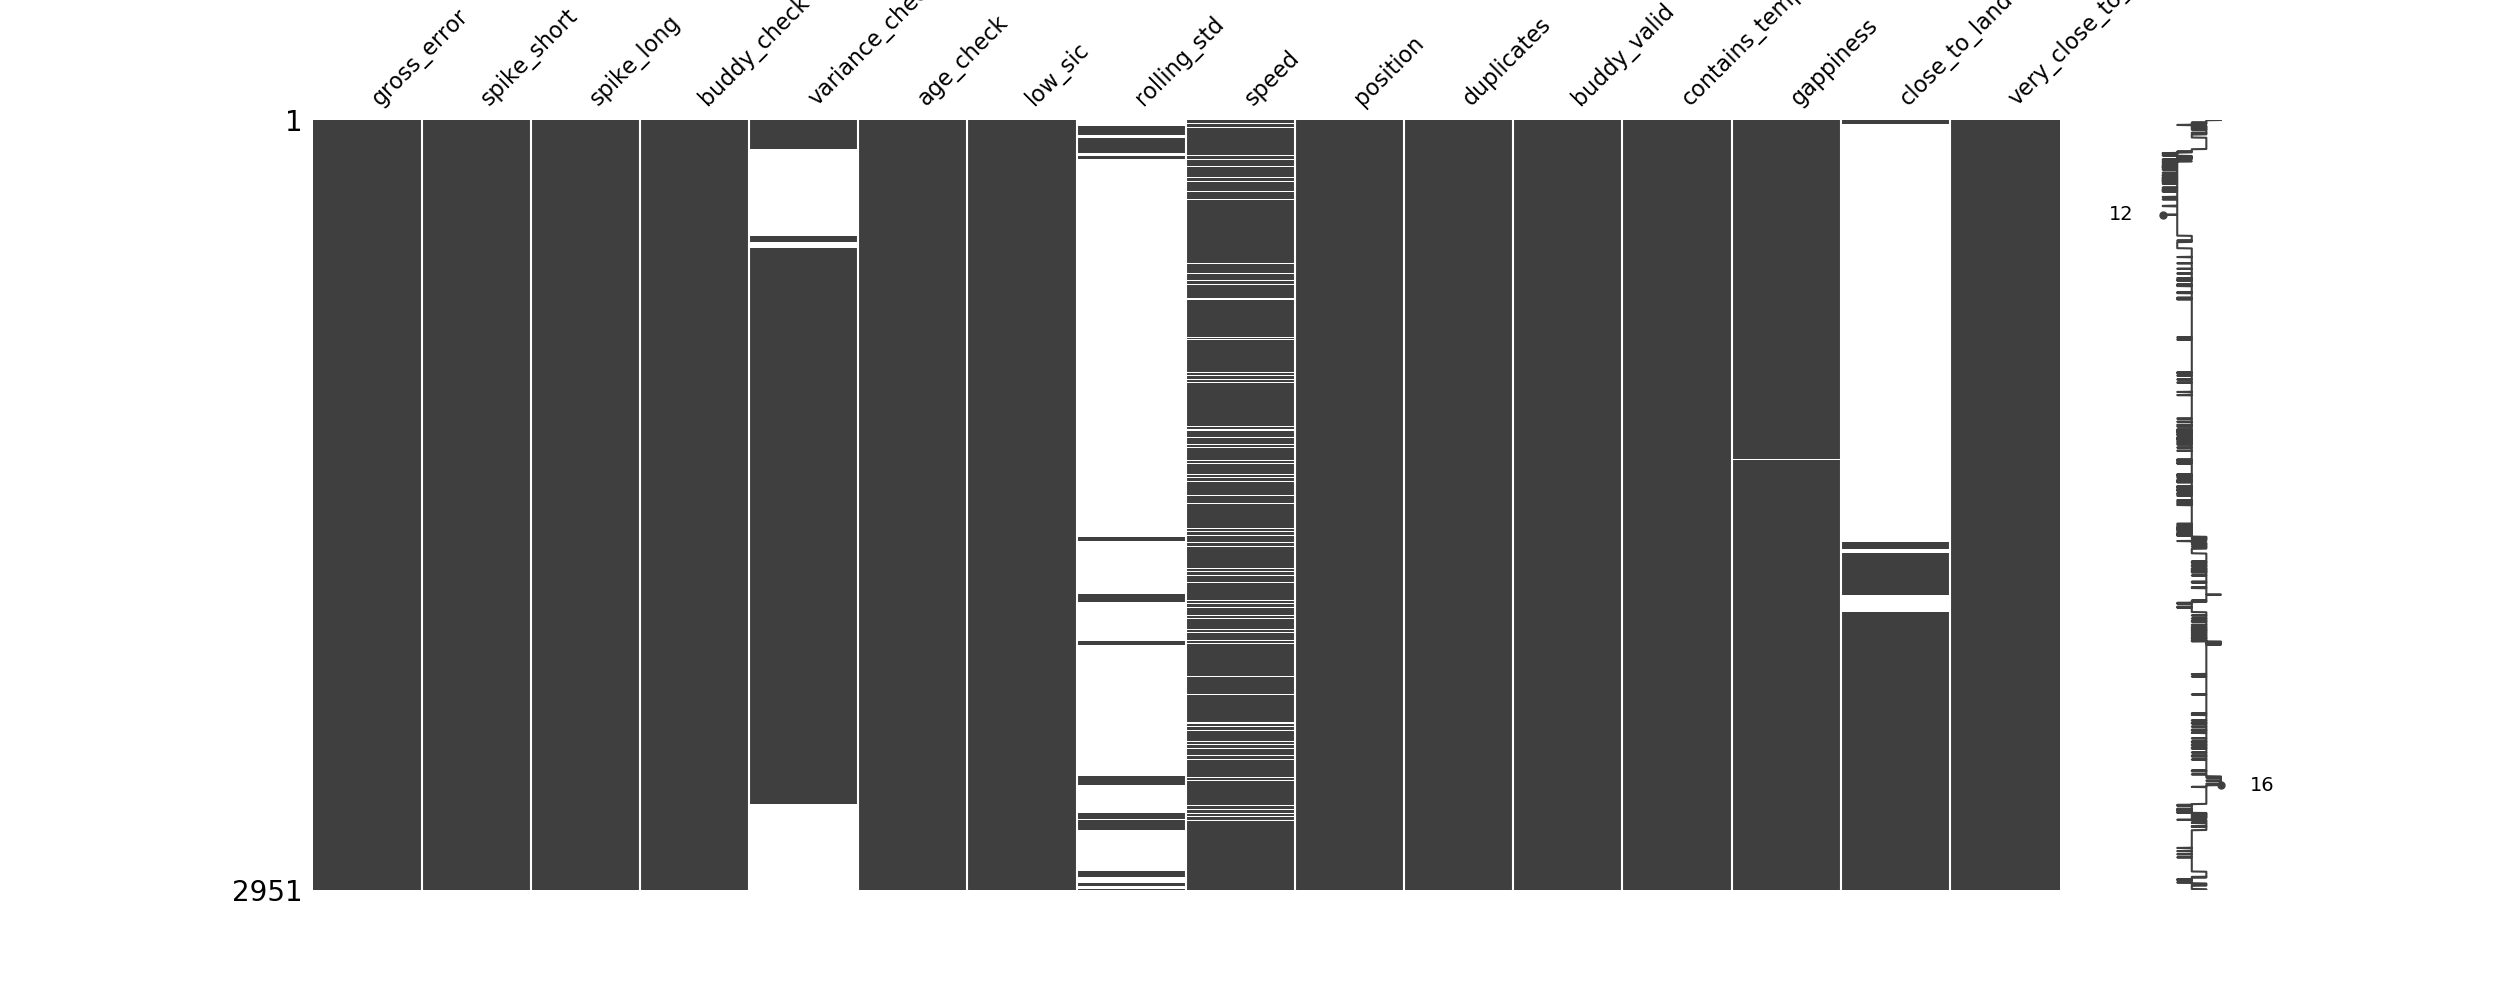 gross_error
spike_short
spike_long
buddy_check
variance_che
age_check
low_sic
rolling_std
speed
position
duplicates
buddy_valid
contains_temp
gappiness
close_to_land
very_close_to_
1
12
16
2951